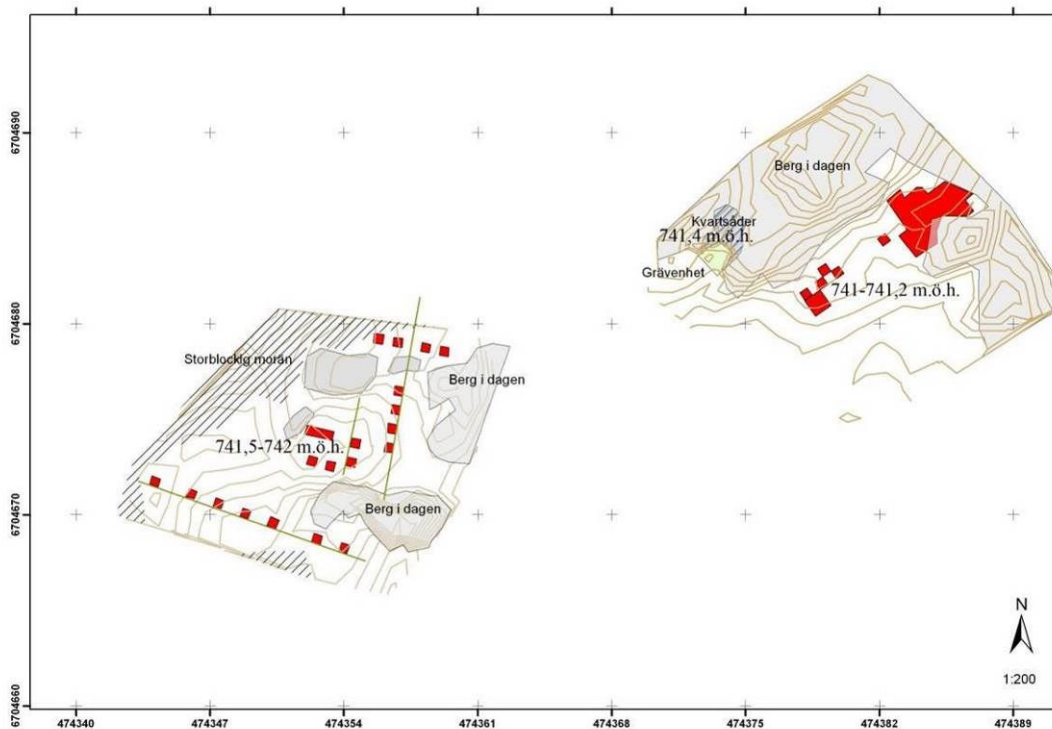 6704690
6704680
6704670
6704660
Berg i dagen
Kvartsåder
741,4 m.ö.h.
Grävenhet
741-741,2 m.ö.h.
Storblockig morän
Berg i dagen
741,5-742 m.ö.h.
Berg i dagen
N
1:200
474340 474347 474354 474361 474368 474375 474382 474389